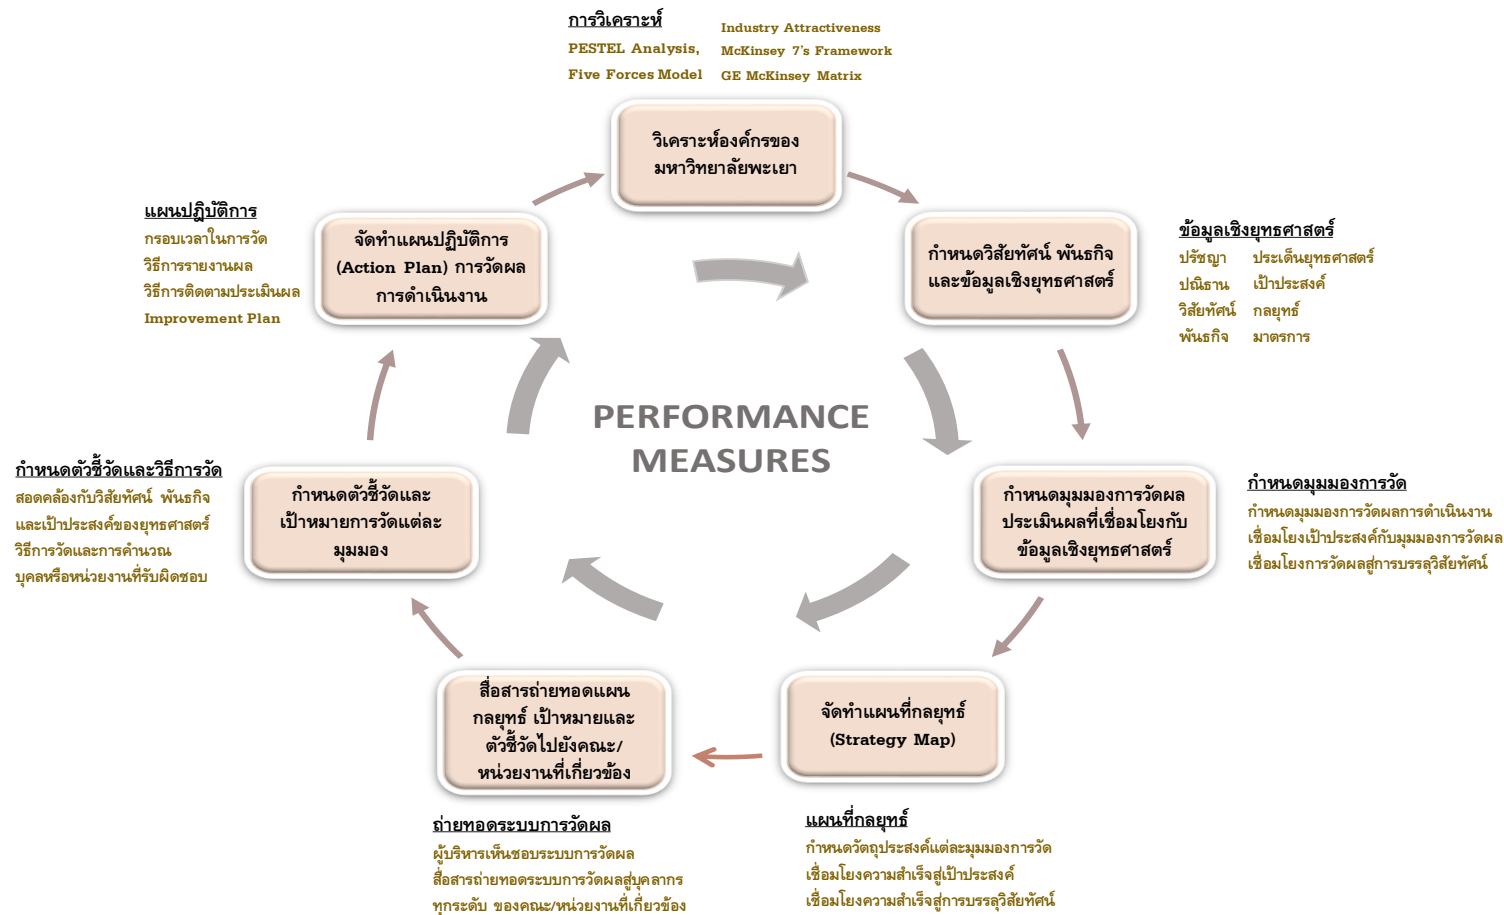 การวิเคราะห์
PESTEL Analysis,
Five Forces Model
Industry Attractiveness
McKinsey 7's Framework
GE McKinsey Matrix
วิเคราะห์องค์กรของ
มหาวิทยาลัยพะเยา
ข้อมูลเชิงยุทธศาสตร์
ปรัชญา ประเด็นยุทธศาสตร์
ปณิธาน เป้าประสงค์
วิสัยทัศน์ กลยุทธ์
พันธกิจ มาตรการ
กำหนดวิสัยทัศน์ พันธกิจ
และข้อมูลเชิงยุทธศาสตร์
แผนปฏิบัติการ
กรอบเวลาในการวัด
วิธีการรายงานผล
วิธีการติดตามประเมินผล
Improvement Plan
จัดทำแผนปฏิบัติการ
(Action Plan) การวัดผล
การดำเนินงาน
PERFORMANCE
MEASURES
กำหนดตัวชี้วัดและวิธีการวัด
สอดคล้องกับวิสัยทัศน์ พันธกิจ
และเป้าประสงค์ของยุทธศาสตร์
วิธีการวัดและการคำนวณ
บุคลหรือหน่วยงานที่รับผิดชอบ
กำหนดตัวชี้วัดและ
เป้าหมายการวัดแต่ละ
มุมมอง
กำหนดมุมมองการวัดผล
ประเมินผลที่เชื่อมโยงกับ
ข้อมูลเชิงยุทธศาสตร์
กำหนดมุมมองการวัด
กำหนดมุมมองการวัดผลการดำเนินงาน
เชื่อมโยงเป้าประสงค์กับมุมมองการวัดผล
เชื่อมโยงการวัดผลสู่การบรรลุวิสัยทัศน์
สื่อสารถ่ายทอดแผน
กลยุทธ์ เป้าหมายและ
ตัวชี้วัดไปยังคณะ/
หน่วยงานที่เกี่ยวข้อง
จัดทำแผนที่กลยุทธ์
(Strategy Map)
ถ่ายทอดระบบการวัดผล
ผู้บริหารเห็นชอบระบบการวัดผล
สื่อสารถ่ายทอดระบบการวัดผลสู่บุคลากร
ทุกระดับ ของคณะ/หน่วยงานที่เกี่ยวข้อง
แผนที่กลยุทธ์
กำหนดวัตถุประสงค์แต่ละมุมมองการวัด
เชื่อมโยงความสำเร็จสู่เป้าประสงค์
เชื่อมโยงความสำเร็จสู่การบรรลุวิสัยทัศน์